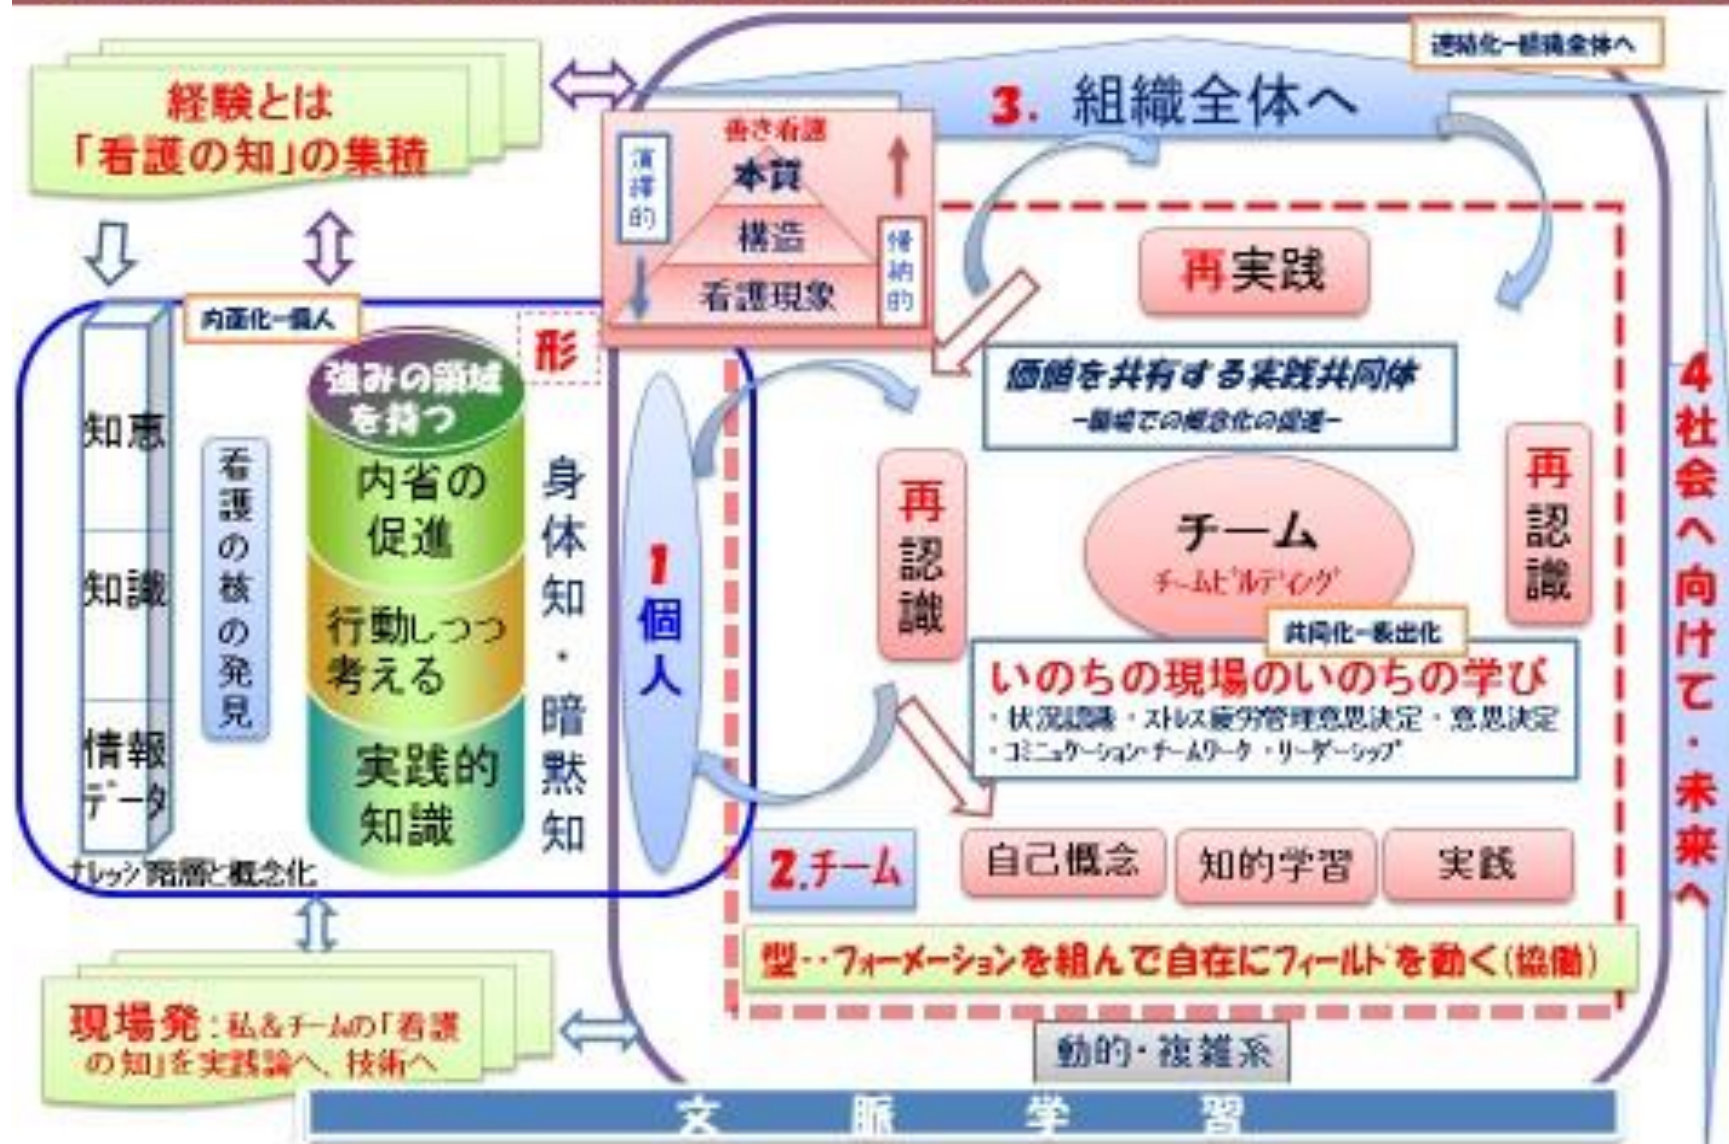 連結化ー組織全体へ
経験とは
「看護の知」の集積
3. 組織全体へ
善き看護
本質
構造
看護現象
演繹的
帰納的
再実践
内面化ー個人
形
強みの領域
を持つ
内省の
促進
行動しつつ
考える
実践的
知識
知恵
知識
情報
データ
看護の核の発見
身体知・暗黙知
ナレッジ階層と概念化
1個人
価値を共有する実践共同体
ー職場での概念化の促進ー
再認識
再認識
チーム
チームビルディング
共同化ー表出化
いのちの現場のいのちの学び
・状況認識・ストレス疲労管理意思決定・意思決定
・コミュニケーション・チームワーク・リーダーシップ
2.チーム
自己概念
知的学習
実践
型‥フォーメーションを組んで自在にフィールドを動く(協働)
4社会へ向けて・未来へ
現場発:私&チームの「看護
の知」を実践論へ、技術へ
動的・複雑系
文脈学習